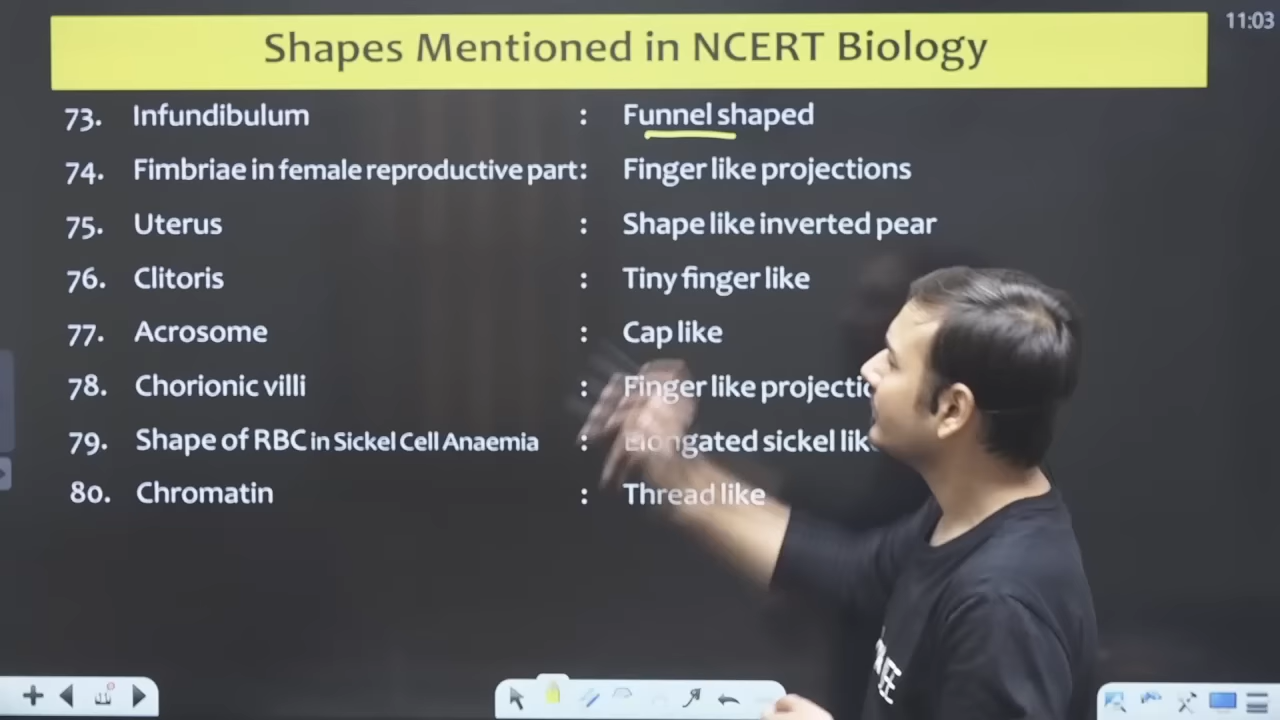 11:03
Shapes Mentioned in NCERT Biology
73. Infundibulum : Funnel shaped
74. Fimbriae in female reproductive part : Finger like projections
75. Uterus : Shape like inverted pear
76. Clitoris : Tiny finger like
77. Acrosome : Cap like
78. Chorionic villi : Finger like
79. Shape of RBC in Sickel Cell Anaemia : Elongated sickel
80. Chromatin : Thread like